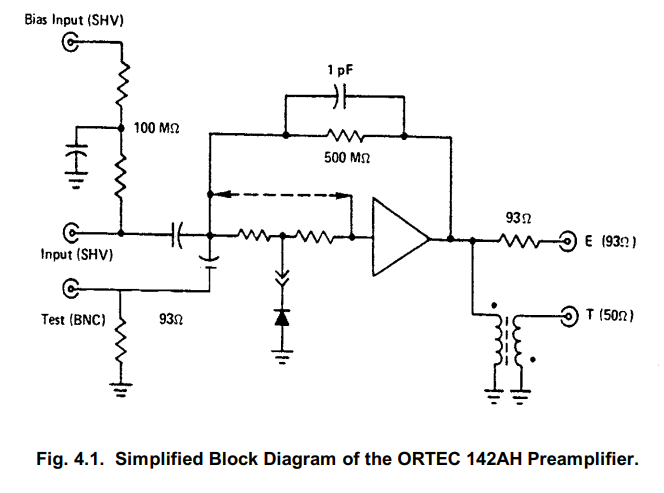 Bias Input (SHV)
1 pF
100 MΩ
500 MΩ
93Ω
E (93Ω)
Input (SHV)
T (50Ω)
Test (BNC)
93Ω
Fig. 4.1. Simplified Block Diagram of the ORTEC 142AH Preamplifier.